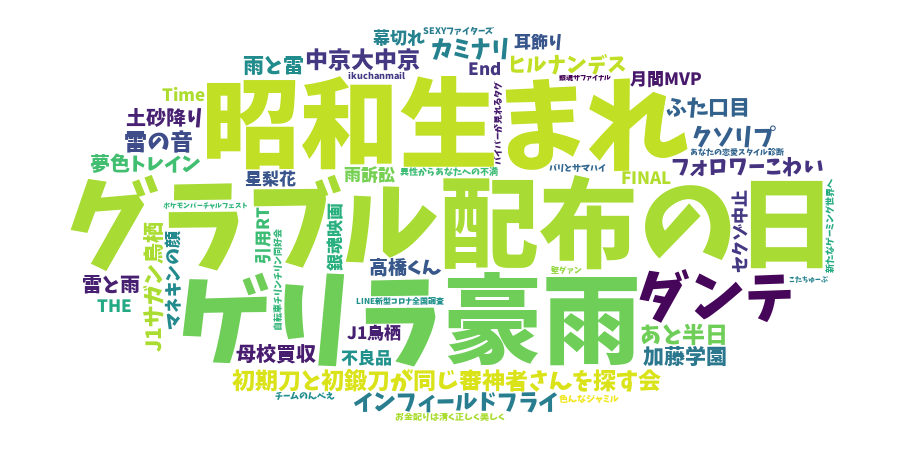 SEXYファイターズ
幕切れ
カミナリ
耳飾り
中京大中京
雨と雷
ヒルナンデス
End
ikuchanmail
銀魂ザファイナル
月間MVP
Time
昭和生まれ
バイバーが見れるタグ
ふた口目
土砂降り
雷の音
クソリプ
あなたの恋愛スタイル診断
夢色トレイン
フォロワーこわい
星梨花
雨訴訟
異性からあなたへの不満
バリとサマハイ
FINAL
グラブル配布の日
ポケモンバーチャルフェスト
引用RT
銀魂映画
セクゾ中止
新たなゲーミング世界へ
J1サガン鳥栖
マネキンの顔
自転車チリンチリン同好会
高橋くん
聖ダァン
雷と雨
ゲリラ豪雨
ダンテ
こたちゅーぶ
THE
LINE新型コロナ全国調査
J1鳥栖
あと半日
母校買収
不良品
加藤学園
初期刀と初鍛刀が同じ審神者さんを探す会
チームのんべえ
インフィールドフライ
色んなジャミル
お金配りは清く正しく美しく